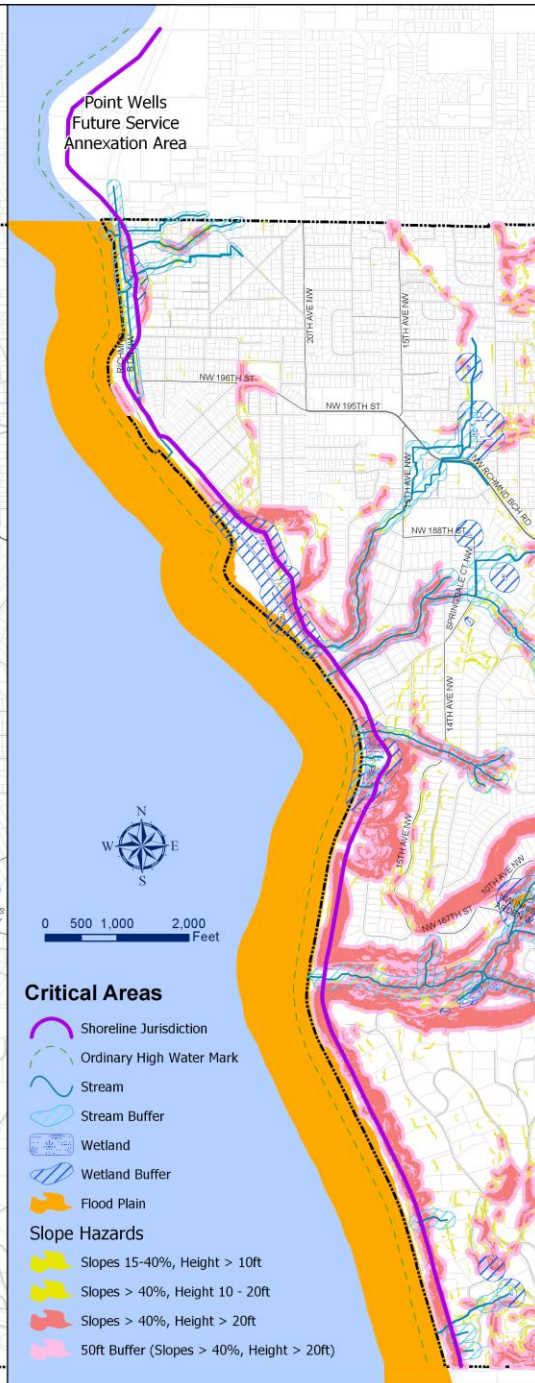 Point Wells
Future Service
Annexation Area
20TH AVE NW
15TH AVE NW
NW 196TH ST
NW 195TH ST
NW RCHMND BCH RD
NW 188TH ST
SPRINGDALE CT NW
14TH AVE NW
15TH AVE NW
10TH AVE NW
NW 167TH ST
N
W
E
S
0 500 1,000 2,000
Feet
Critical Areas
Shoreline Jurisdiction
Ordinary High Water Mark
Stream
Stream Buffer
Wetland
Wetland Buffer
Flood Plain
Slope Hazards
Slopes 15-40%, Height > 10ft
Slopes > 40%, Height 10 - 20ft
Slopes > 40%, Height > 20ft
50ft Buffer (Slopes > 40%, Height > 20ft)